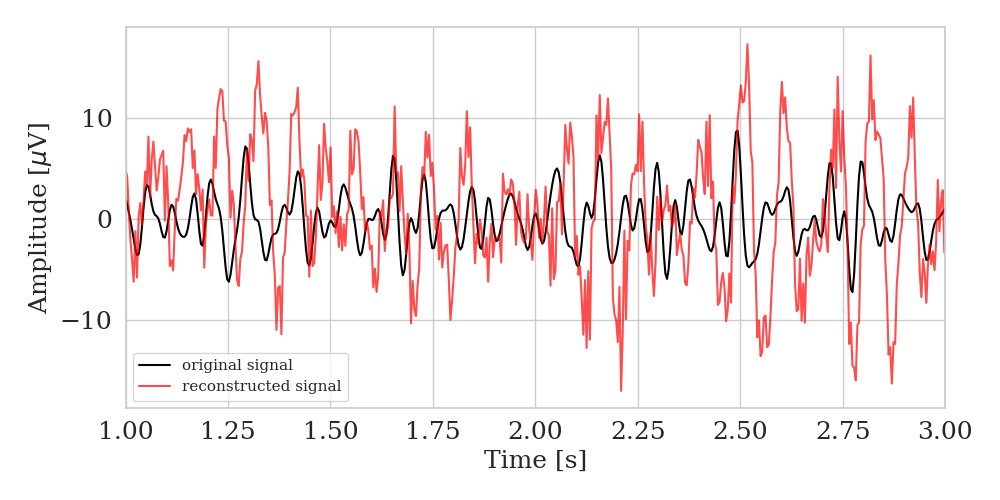 Amplitude [μV]
10
0
−10
original signal
reconstructed signal
1.00 1.25 1.50 1.75 2.00 2.25 2.50 2.75 3.00
Time [s]